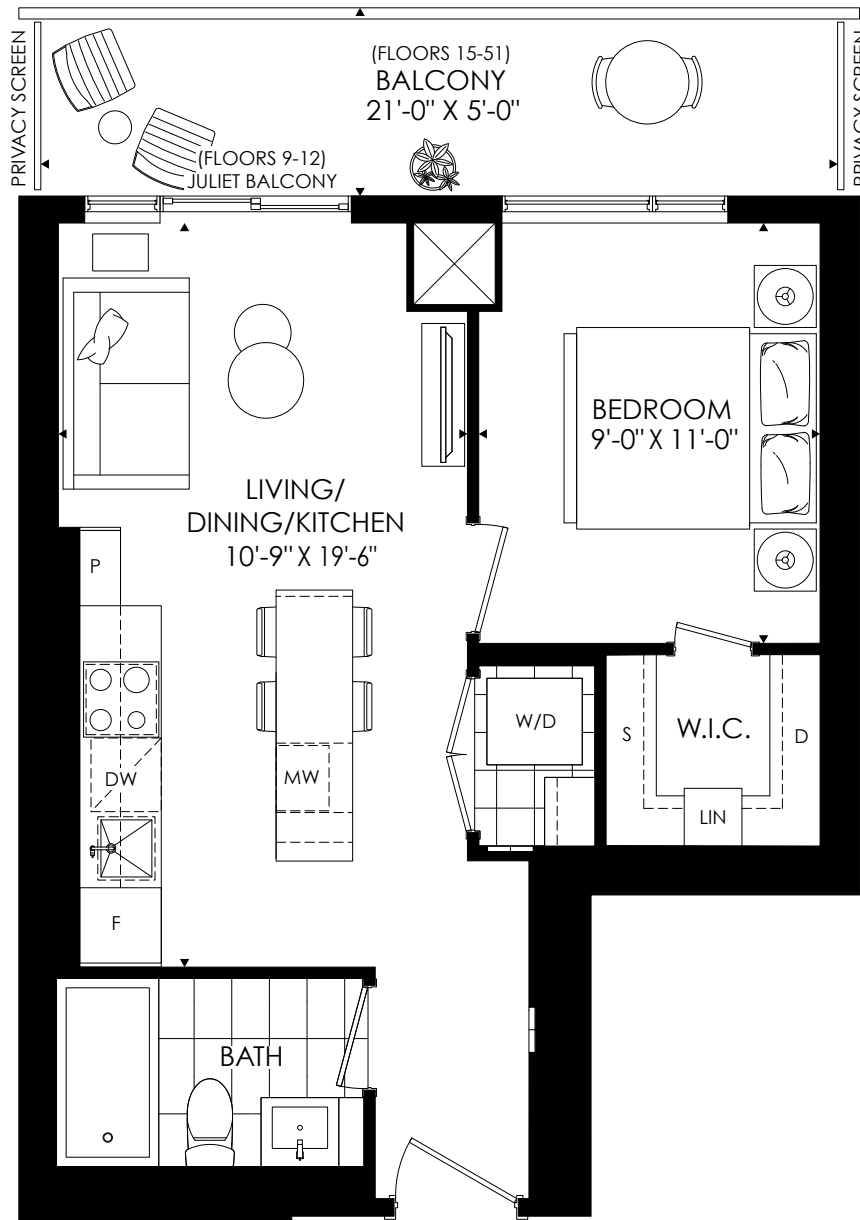 PRIVACY SCREEN
(FLOORS 15-51)
BALCONY
21'-0" X 5'-0"
PRIVACY SCREEN
(FLOORS 9-12)
JULIET BALCONY
BEDROOM
9'-0" X 11'-0"
LIVING/
DINING/KITCHEN
10'-9" X 19'-6"
P
W/D
S
W.I.C.
D
DW
MW
LIN
F
BATH